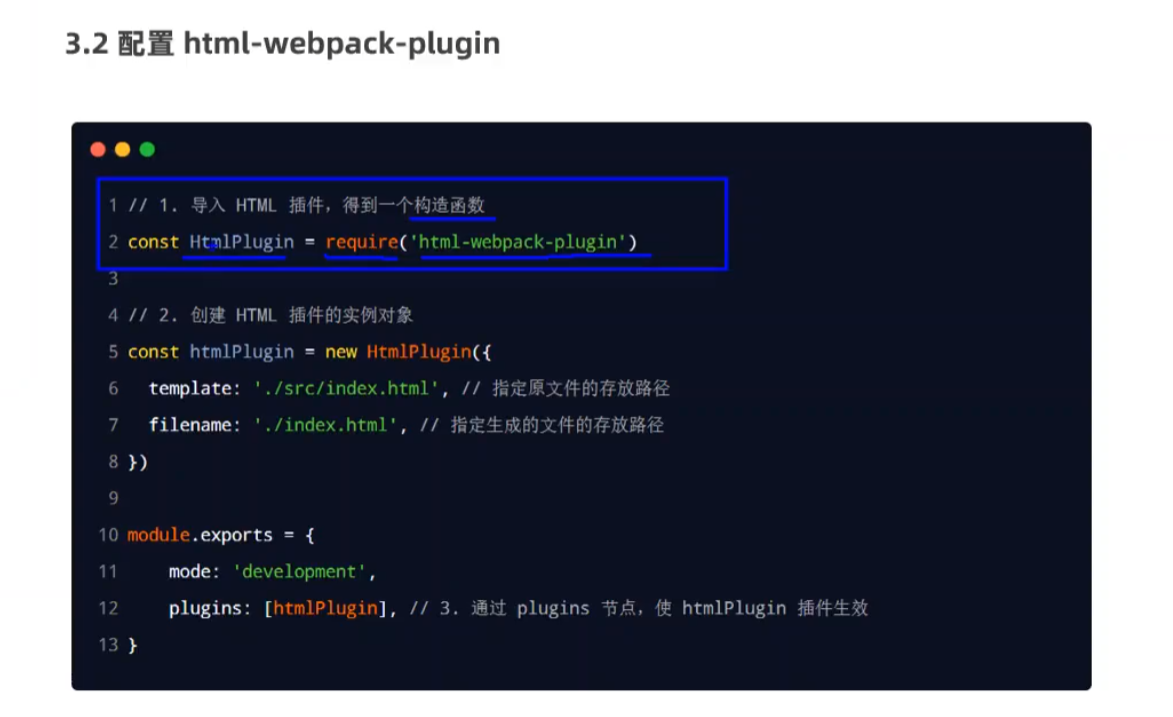 3.2 配置 html-webpack-plugin
1 // 1. 导入 HTML 插件，得到一个构造函数
2 const HtmlPlugin = require('html-webpack-plugin')
3
4 // 2. 创建 HTML 插件的实例对象
5 const htmlPlugin = new HtmlPlugin({
6   template: './src/index.html', // 指定原文件的存放路径
7   filename: './index.html', // 指定生成的文件的存放路径
8 })
9
10 module.exports = {
11     mode: 'development',
12     plugins: [htmlPlugin], // 3. 通过 plugins 节点，使 htmlPlugin 插件生效
13 }